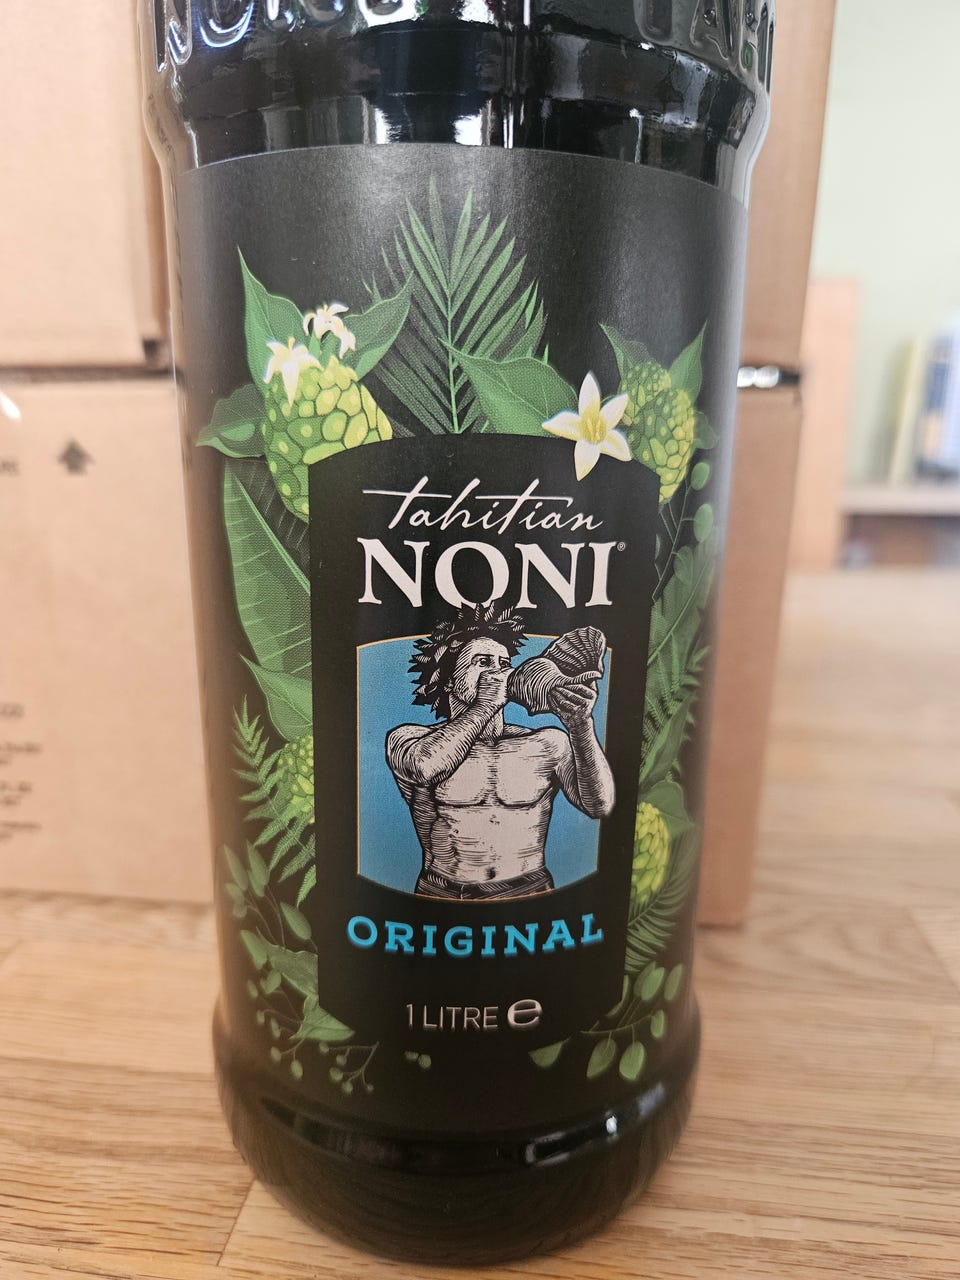 tahitian
NONI®
ORIGINAL
1 LITRE e